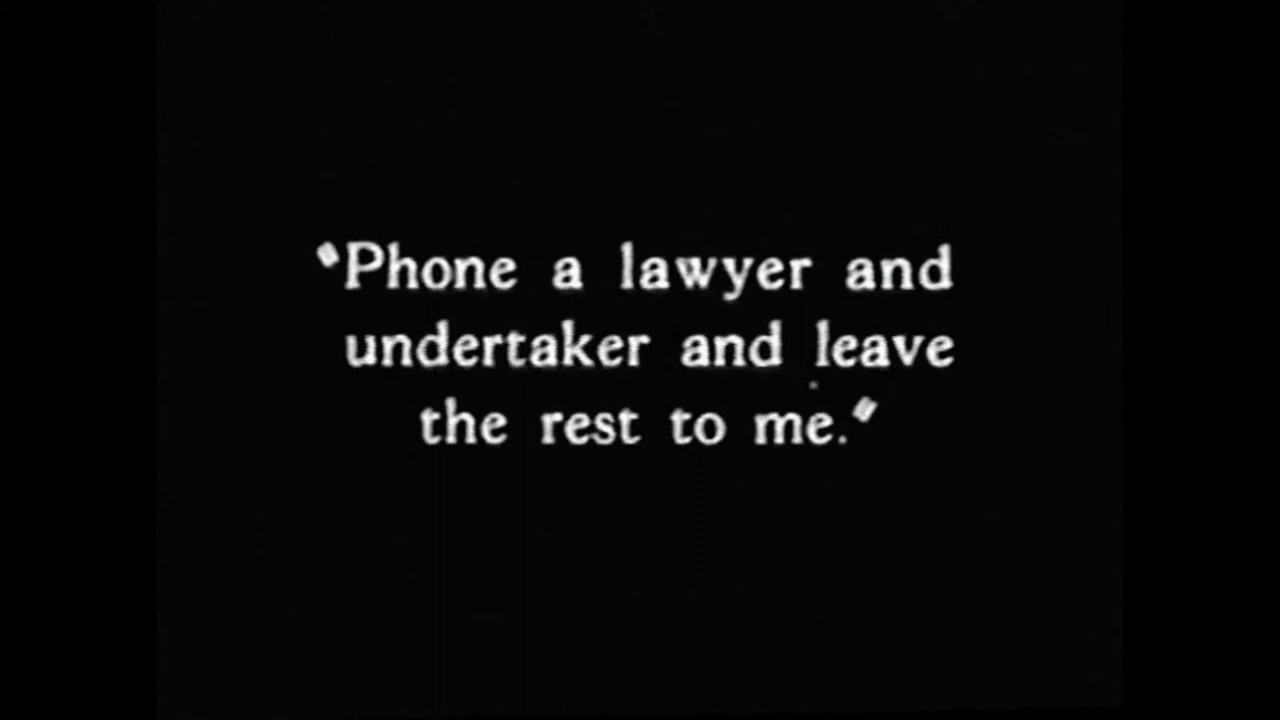 "Phone a lawyer and
undertaker and leave
the rest to me."